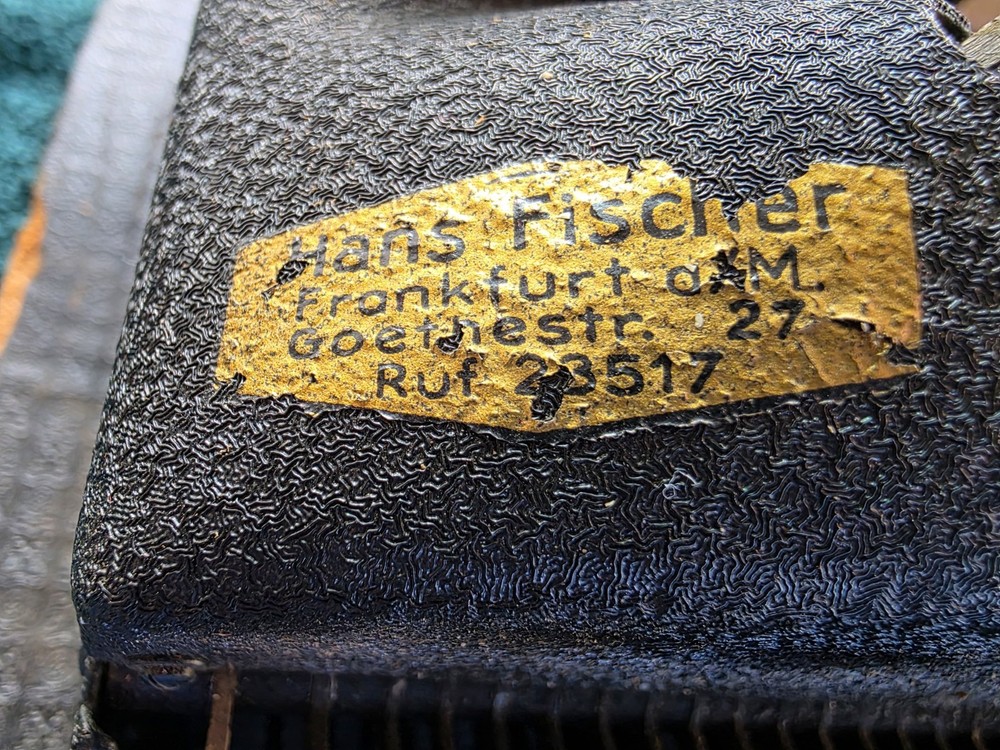 Hans Fischer
Frankfurt a.M.
Goethestr. 27
Ruf 23517